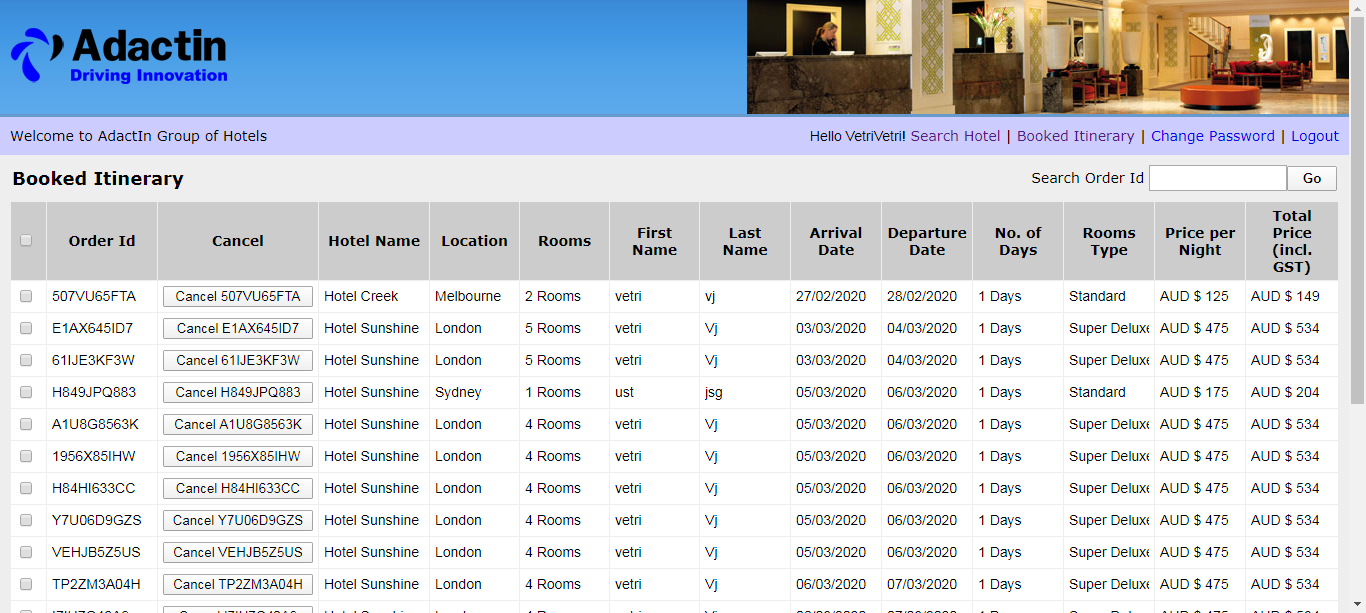 Adactin
Driving Innovation
Welcome to AdactIn Group of Hotels
Hello VetriVetri! Search Hotel | Booked Itinerary | Change Password | Logout
Booked Itinerary
Search Order Id Go
Order Id Cancel Hotel Name Location Rooms First Name Last Name Arrival Date Departure Date No. of Days Rooms Type Price per Night Total Price (incl. GST)
507VU65FTA Cancel 507VU65FTA Hotel Creek Melbourne 2 Rooms vetri vj 27/02/2020 28/02/2020 1 Days Standard AUD $ 125 AUD $ 149
E1AX645ID7 Cancel E1AX645ID7 Hotel Sunshine London 5 Rooms vetri Vj 03/03/2020 04/03/2020 1 Days Super Deluxe AUD $ 475 AUD $ 534
61IJE3KF3W Cancel 61IJE3KF3W Hotel Sunshine London 5 Rooms vetri Vj 03/03/2020 04/03/2020 1 Days Super Deluxe AUD $ 475 AUD $ 534
H849JPQ883 Cancel H849JPQ883 Hotel Sunshine Sydney 1 Rooms ust jsg 05/03/2020 06/03/2020 1 Days Standard AUD $ 175 AUD $ 204
A1U8G8563K Cancel A1U8G8563K Hotel Sunshine London 4 Rooms vetri Vj 05/03/2020 06/03/2020 1 Days Super Deluxe AUD $ 475 AUD $ 534
1956X85IHW Cancel 1956X85IHW Hotel Sunshine London 4 Rooms vetri Vj 05/03/2020 06/03/2020 1 Days Super Deluxe AUD $ 475 AUD $ 534
H84HI633CC Cancel H84HI633CC Hotel Sunshine London 4 Rooms vetri Vj 05/03/2020 06/03/2020 1 Days Super Deluxe AUD $ 475 AUD $ 534
Y7U06D9GZS Cancel Y7U06D9GZS Hotel Sunshine London 4 Rooms vetri Vj 05/03/2020 06/03/2020 1 Days Super Deluxe AUD $ 475 AUD $ 534
VEHJB5Z5US Cancel VEHJB5Z5US Hotel Sunshine London 4 Rooms vetri Vj 05/03/2020 06/03/2020 1 Days Super Deluxe AUD $ 475 AUD $ 534
TP2ZM3A04H Cancel TP2ZM3A04H Hotel Sunshine London 4 Rooms vetri Vj 06/03/2020 07/03/2020 1 Days Super Deluxe AUD $ 475 AUD $ 534